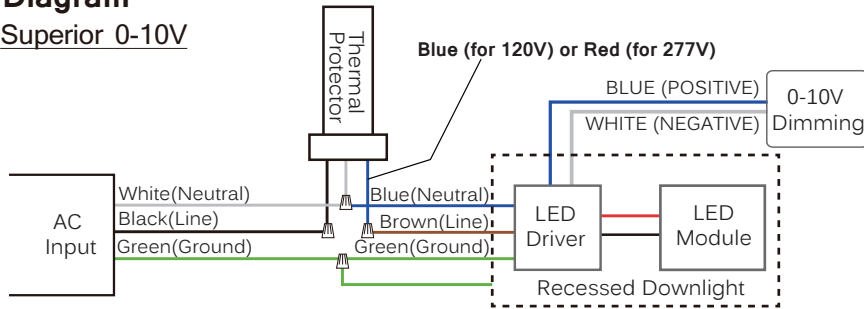 Diagram
Superior 0-10V
Thermal
Protector
Blue (for 120V) or Red (for 277V)
BLUE (POSITIVE)
WHITE (NEGATIVE)
0-10V
Dimming
AC
Input
White(Neutral)
Black(Line)
Green(Ground)
Blue(Neutral)
Brown(Line)
Green(Ground)
LED
Driver
LED
Module
Recessed Downlight